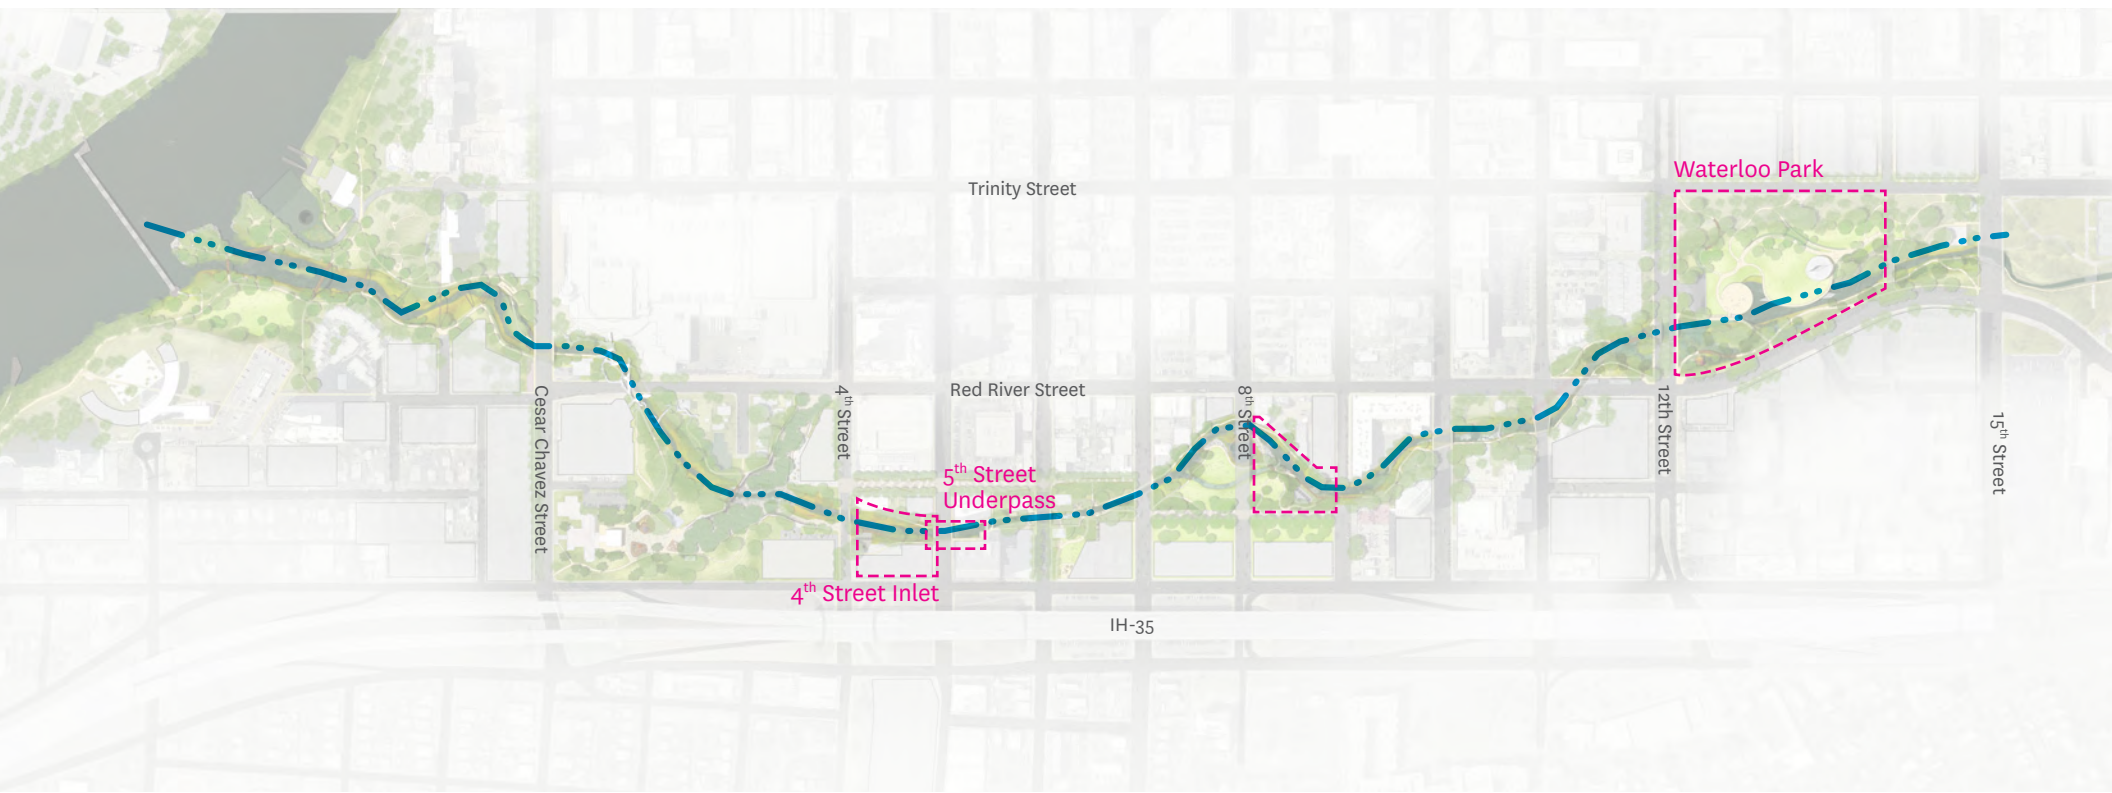 Waterloo Park
Trinity Street
Red River Street
Cesar Chavez Street
4th Street
8th Street
12th Street
15th Street
5th Street
Underpass
4th Street Inlet
IH-35